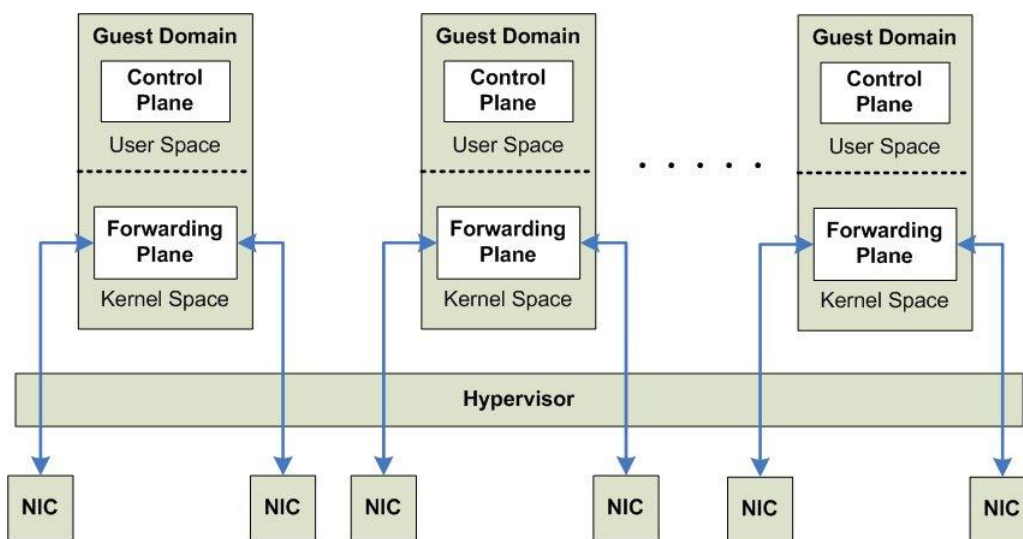 Guest Domain
Control
Plane
User Space
Forwarding
Plane
Kernel Space
Guest Domain
Control
Plane
User Space
Forwarding
Plane
Kernel Space
Guest Domain
Control
Plane
User Space
Forwarding
Plane
Kernel Space
Hypervisor
NIC
NIC
NIC
NIC
NIC
NIC